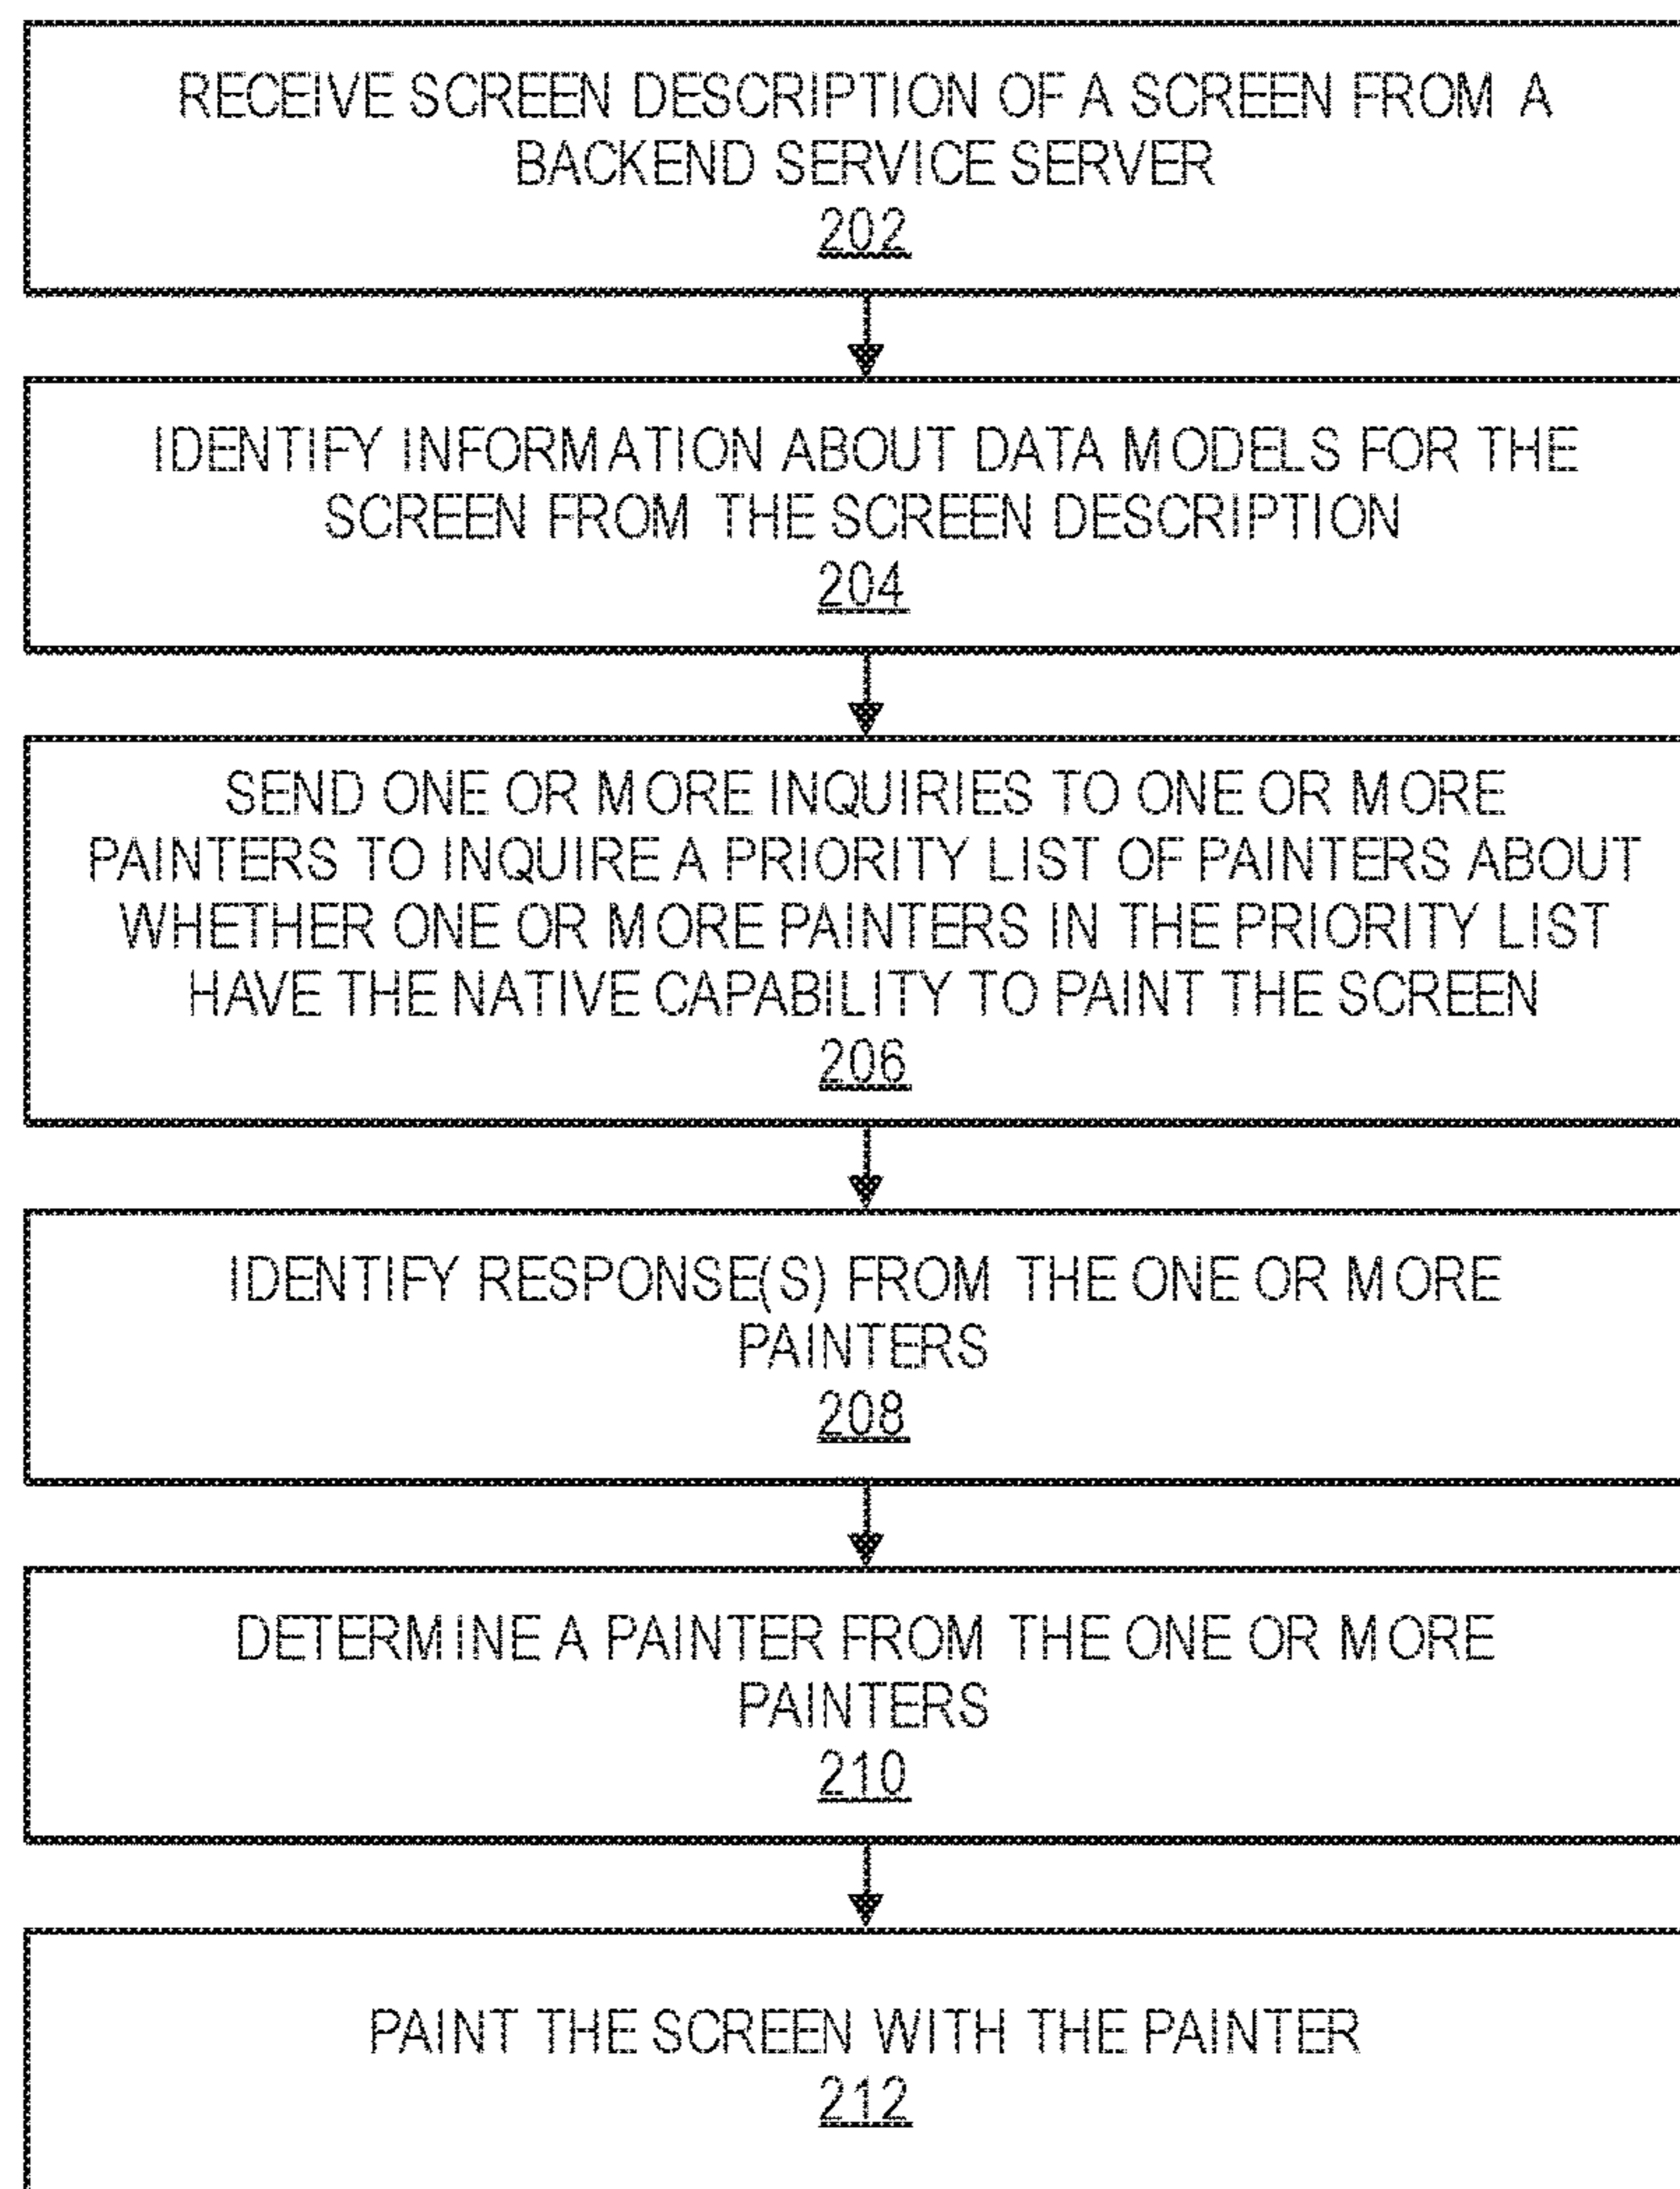 RECEIVE SCREEN DESCRIPTION OF A SCREEN FROM A
BACKEND SERVICE SERVER
202
IDENTIFY INFORMATION ABOUT DATA MODELS FOR THE
SCREEN FROM THE SCREEN DESCRIPTION
204
SEND ONE OR MORE INQUIRIES TO ONE OR MORE
PAINTERS TO INQUIRE A PRIORITY LIST OF PAINTERS ABOUT
WHETHER ONE OR MORE PAINTERS IN THE PRIORITY LIST
HAVE THE NATIVE CAPABILITY TO PAINT THE SCREEN
206
IDENTIFY RESPONSE(S) FROM THE ONE OR MORE
PAINTERS
208
DETERMINE A PAINTER FROM THE ONE OR MORE
PAINTERS
210
PAINT THE SCREEN WITH THE PAINTER
212